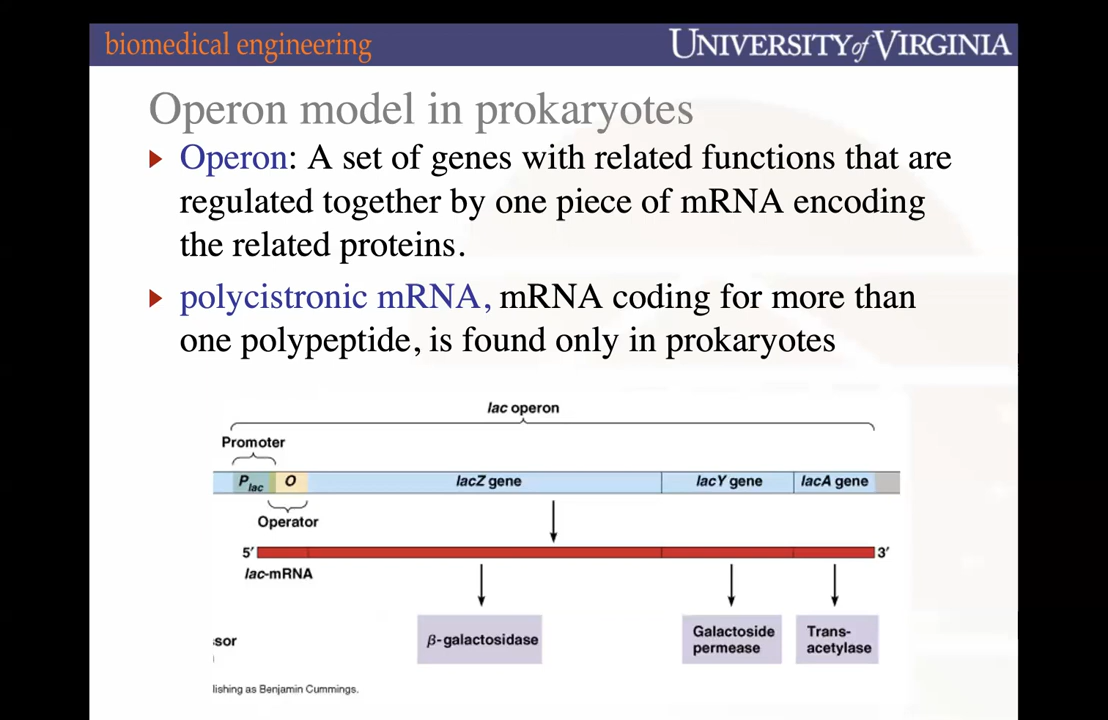 biomedical engineering
UNIVERSITY of VIRGINIA
Operon model in prokaryotes
Operon: A set of genes with related functions that are
regulated together by one piece of mRNA encoding
the related proteins.
polycistronic mRNA, mRNA coding for more than
one polypeptide, is found only in prokaryotes
lac operon
Promoter
Plac O lacZ gene lacY gene lacA gene
Operator
5′ 3′
lac-mRNA
β-galactosidase
Galactoside
permease
Trans-
acetylase
ssor
lishing as Benjamin Cummings.